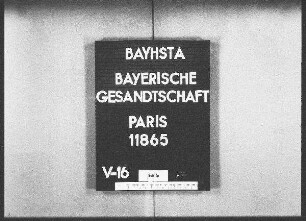 BAYHSTA
BAYERISCHE
GESANDTSCHAFT
PARIS
11865
V-16